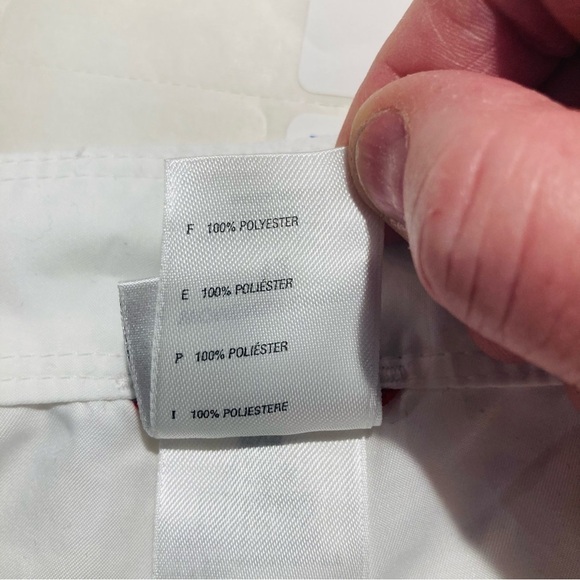 F 100% POLYESTER
E 100% POLIÉSTER
P 100% POLIÉSTER
I 100% POLIESTERE